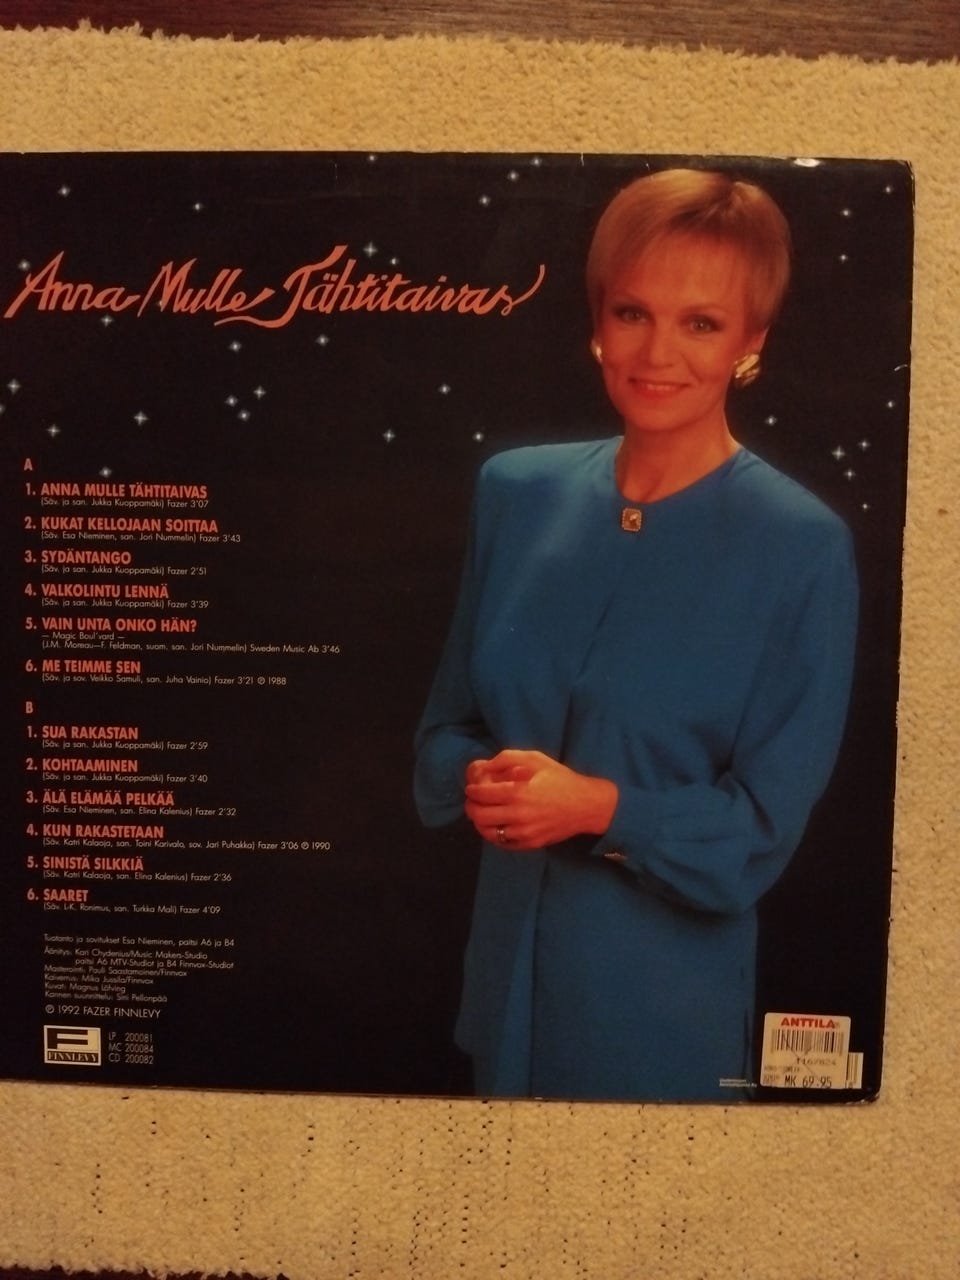 Anna Mulle Tähtitaivas
A
1. ANNA MULLE TÄHTITAIVAS
(Säv. ja san. Jukka Kuoppamäki) Fazer 3'07
2. KUKAT KELLOJAAN SOITTAA
(Säv. Esa Nieminen, san. Jori Nummelin) Fazer 3'43
3. SYDÄNTANGO
(Säv. ja san. Jukka Kuoppamäki) Fazer 2'51
4. VALKOLINTU LENNÄ
(Säv. ja san. Jukka Kuoppamäki) Fazer 3'39
5. VAIN UNTA ONKO HÄN?
— Magic Boul'vard —
(J.M. Moreau—F. Feldman, suom. san. Jori Nummelin) Sweden Music Ab 3'46
6. ME TEIMME SEN
(Säv. ja sov. Veikko Samuli, san. Juha Vainio) Fazer 3'21 ℗ 1988
B
1. SUA RAKASTAN
(Säv. ja san. Jukka Kuoppamäki) Fazer 2'59
2. KOHTAAMINEN
(Säv. ja san. Jukka Kuoppamäki) Fazer 3'40
3. ÄLÄ ELÄMÄÄ PELKÄÄ
(Säv. Esa Nieminen, san. Elina Kalenius) Fazer 2'32
4. KUN RAKASTETAAN
(Säv. Katri Kalaoja, san. Toini Karivalo, sov. Jari Puhakka) Fazer 3'06 ℗ 1990
5. SINISTÄ SILKKIÄ
(Säv. Katri Kalaoja, san. Elina Kalenius) Fazer 2'36
6. SAARET
(Säv. L-K. Ronimus, san. Turkka Mali) Fazer 4'09
Tuotanto ja sovitukset Esa Nieminen, paitsi A6 ja B4
Äänitys: Kari Chydenius/Music Makers-Studio
paitsi A6 MTV-Studiot ja B4 Finnvox-Studiot
Masterointi: Pauli Saastamoinen/Finnvox
Kaiverrus: Mika Jussila/Finnvox
Kuvat: Magnus Löfving
Kannen suunnittelu: Sini Pellonpää
℗ 1992 FAZER FINNLEVY
FINNLEVY
LP 200081
MC 200084
CD 200082
ANTTILA
1162824
MK 69.95